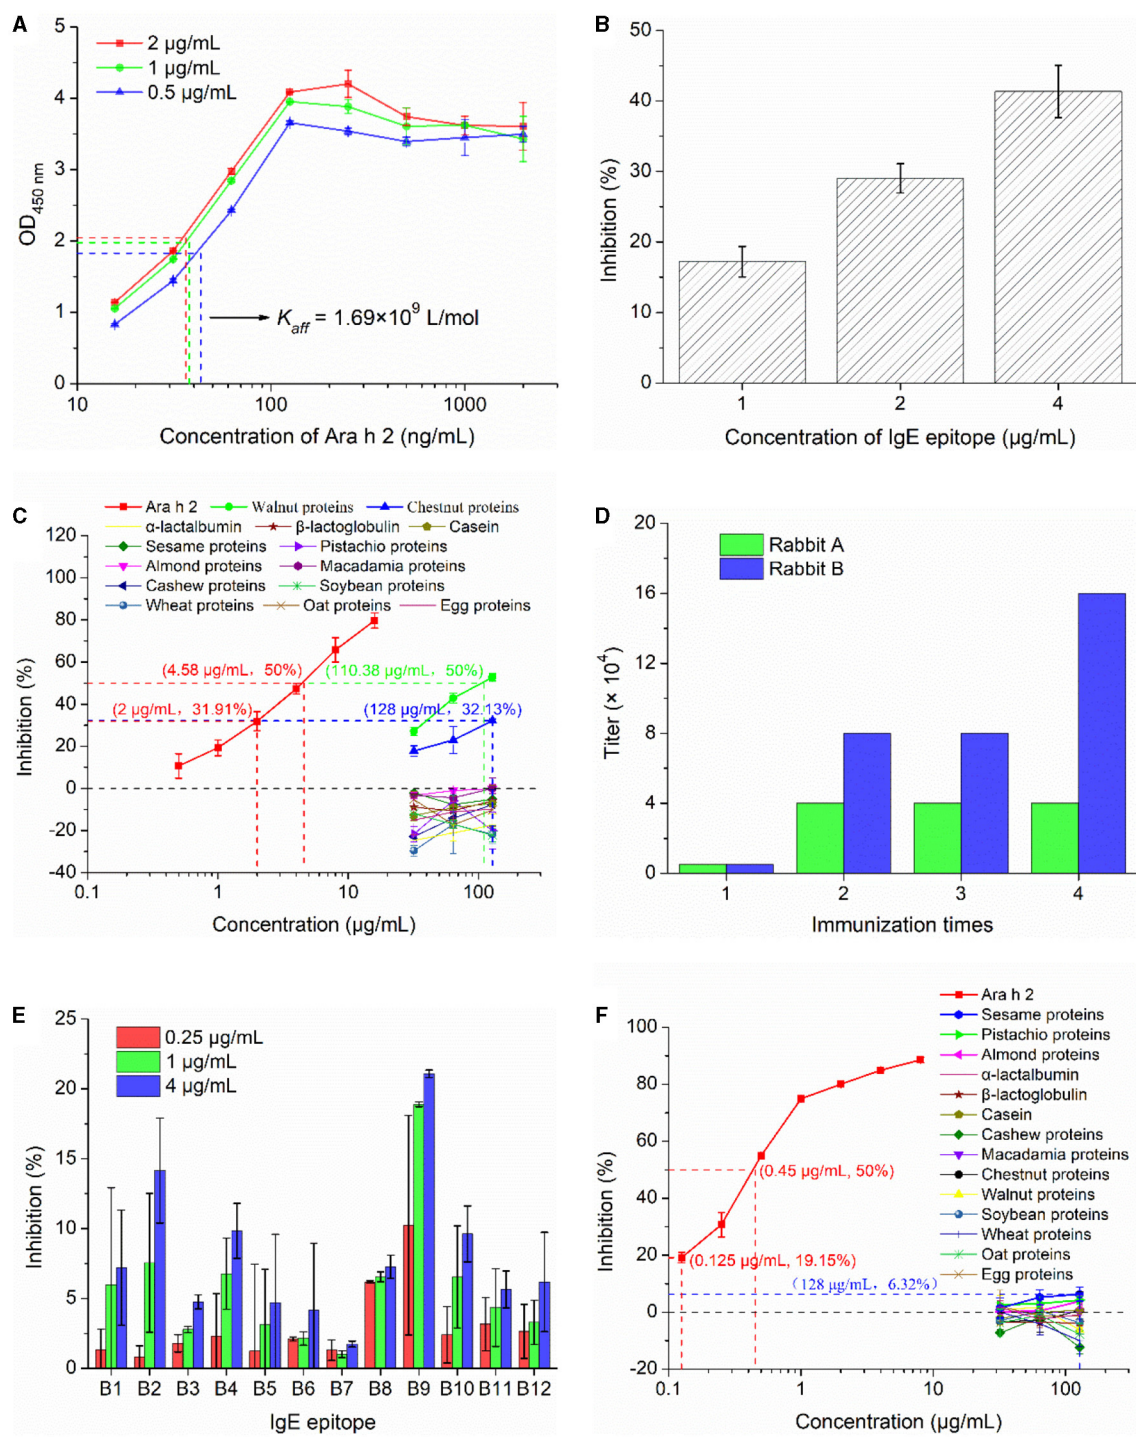 A
5
4
3
2
1
0
OD450 nm
2 µg/mL
1 µg/mL
0.5 µg/mL
Kaff = 1.69×10^9 L/mol
10
100
1000
Concentration of Ara h 2 (ng/mL)
B
50
40
30
20
10
0
Inhibition (%)
30
1
2
4
Concentration of IgE epitope (µg/mL)
C
Ara h 2
Walnut proteins
Chestnut proteins
α-lactalbumin
β-lactoglobulin
Casein
Sesame proteins
Pistachio proteins
Almond proteins
Macadamia proteins
Cashew proteins
Soybean proteins
Wheat proteins
Oat proteins
Egg proteins
120
100
80
60
40
20
0
-20
-40
Inhibition (%)
(4.58 µg/mL, 50%)
(110.38 µg/mL, 50%)
(2 µg/mL, 31.91%)
(128 µg/mL, 32.13%)
0.1
1
10
100
Concentration (µg/mL)
D
20
16
12
8
4
0
Titer (× 10^4)
Rabbit A
Rabbit B
1
2
3
4
Immunization times
E
25
20
15
10
5
0
Inhibition (%)
0.25 µg/mL
1 µg/mL
4 µg/mL
B1
B2
B3
B4
B5
B6
B7
B8
B9
B10
B11
B12
IgE epitope
F
100
80
60
40
20
0
-20
Inhibition (%)
Ara h 2
Sesame proteins
Pistachio proteins
Almond proteins
α-lactalbumin
β-lactoglobulin
Casein
Cashew proteins
Macadamia proteins
Chestnut proteins
Walnut proteins
Soybean proteins
Wheat proteins
Oat proteins
Egg proteins
(0.45 µg/mL, 50%)
(0.125 µg/mL, 19.15%)
(128 µg/mL, 6.32%)
0.1
1
10
100
Concentration (µg/mL)